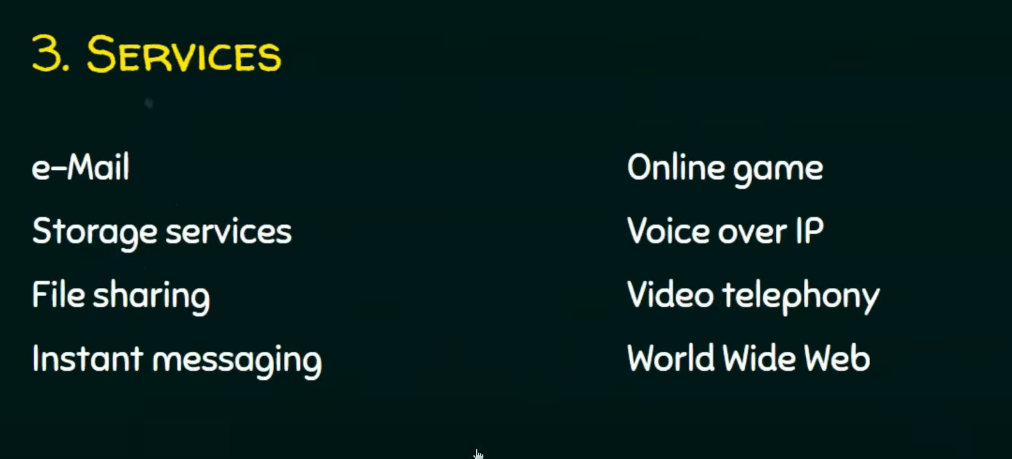 3. SERVICES
e-Mail
Storage services
File sharing
Instant messaging
Online game
Voice over IP
Video telephony
World Wide Web